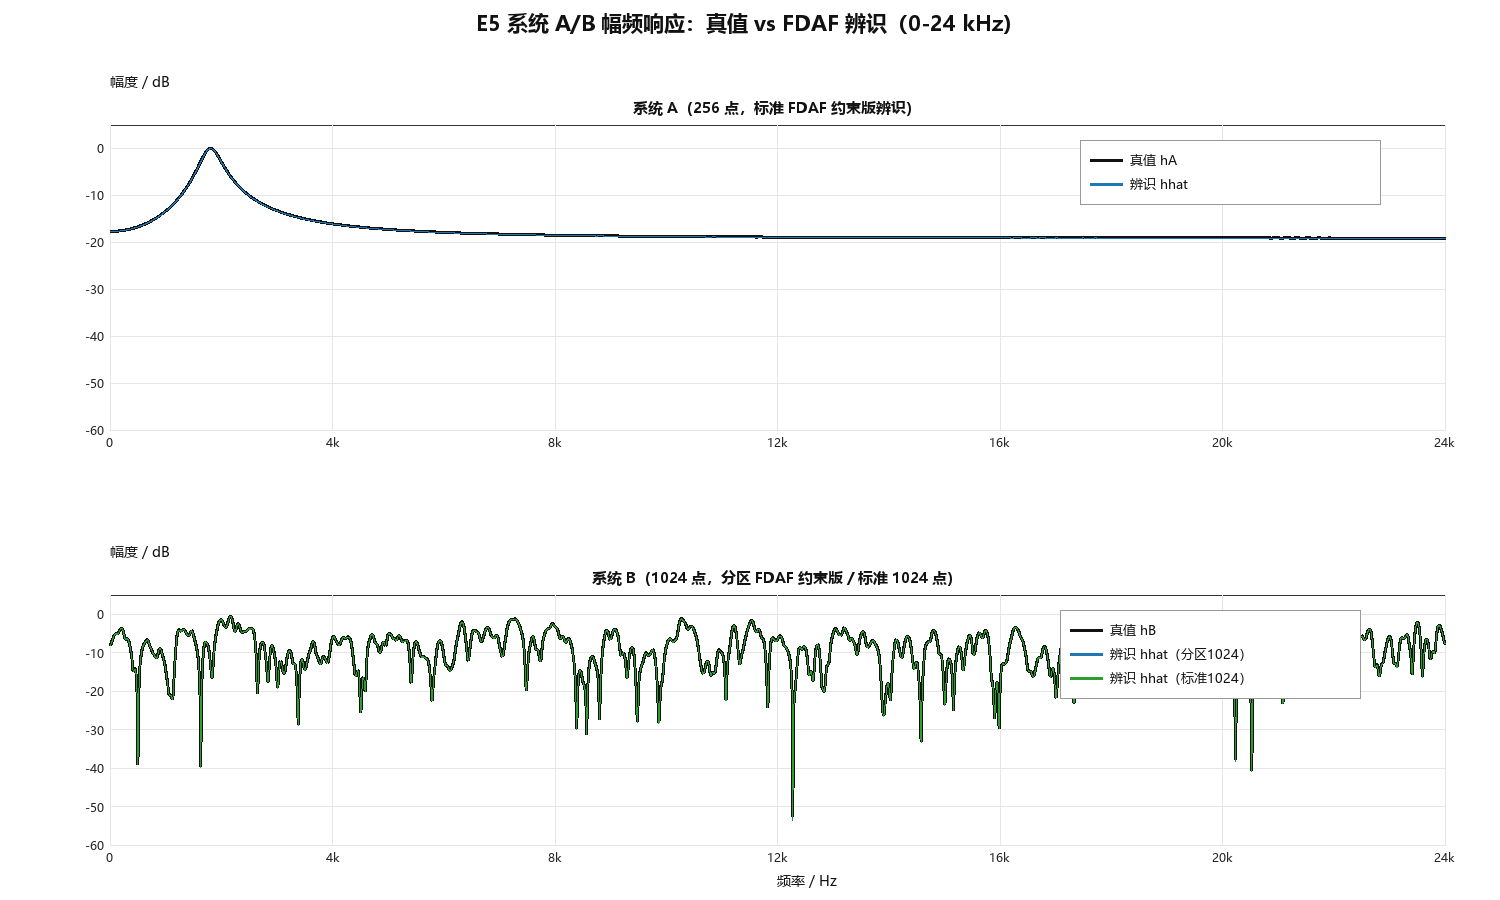 E5 系统 A/B 幅频响应：真值 vs FDAF 辨识（0-24 kHz）
幅度 / dB
系统 A（256 点，标准 FDAF 约束版辨识）
0
-10
-20
-30
-40
-50
-60
真值 hA
辨识 hhat
0 4k 8k 12k 16k 20k 24k
幅度 / dB
系统 B（1024 点，分区 FDAF 约束版 / 标准 1024 点）
0
-10
-20
-30
-40
-50
-60
真值 hB
辨识 hhat（分区1024）
辨识 hhat（标准1024）
0 4k 8k 12k 16k 20k 24k
频率 / Hz